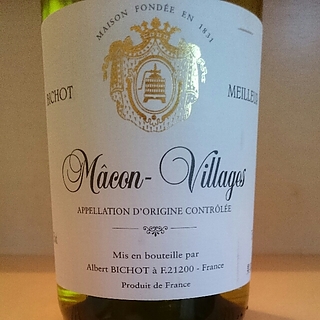 MAISON FONDÉE EN 1831
BICHOT
Mâcon-Villages
APPELLATION D'ORIGINE CONTRÔLÉE
Mis en bouteille par
Albert BICHOT à F.21200 - France
Produit de France